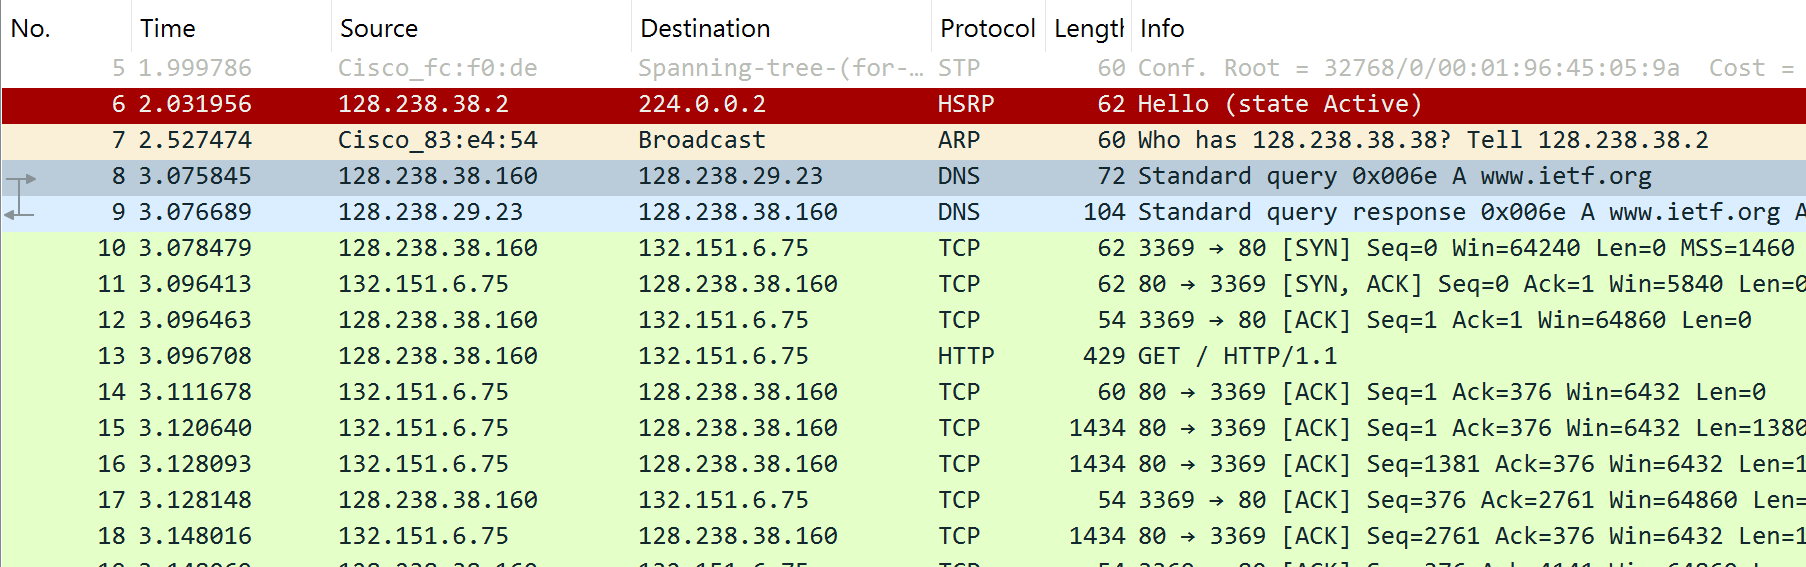 No. Time Source Destination Protocol Length Info
5 1.999786 Cisco_fc:f0:de Spanning-tree-(for-… STP 60 Conf. Root = 32768/0/00:01:96:45:05:9a Cost =
6 2.031956 128.238.38.2 224.0.0.2 HSRP 62 Hello (state Active)
7 2.527474 Cisco_83:e4:54 Broadcast ARP 60 Who has 128.238.38.38? Tell 128.238.38.2
8 3.075845 128.238.38.160 128.238.29.23 DNS 72 Standard query 0x006e A www.ietf.org
9 3.076689 128.238.29.23 128.238.38.160 DNS 104 Standard query response 0x006e A www.ietf.org A
10 3.078479 128.238.38.160 132.151.6.75 TCP 62 3369 → 80 [SYN] Seq=0 Win=64240 Len=0 MSS=1460
11 3.096413 132.151.6.75 128.238.38.160 TCP 62 80 → 3369 [SYN, ACK] Seq=0 Ack=1 Win=5840 Len=0
12 3.096463 128.238.38.160 132.151.6.75 TCP 54 3369 → 80 [ACK] Seq=1 Ack=1 Win=64860 Len=0
13 3.096708 128.238.38.160 132.151.6.75 HTTP 429 GET / HTTP/1.1
14 3.111678 132.151.6.75 128.238.38.160 TCP 60 80 → 3369 [ACK] Seq=1 Ack=376 Win=6432 Len=0
15 3.120640 132.151.6.75 128.238.38.160 TCP 1434 80 → 3369 [ACK] Seq=1 Ack=376 Win=6432 Len=1380
16 3.128093 132.151.6.75 128.238.38.160 TCP 1434 80 → 3369 [ACK] Seq=1381 Ack=376 Win=6432 Len=1
17 3.128148 128.238.38.160 132.151.6.75 TCP 54 3369 → 80 [ACK] Seq=376 Ack=2761 Win=64860 Len=
18 3.148016 132.151.6.75 128.238.38.160 TCP 1434 80 → 3369 [ACK] Seq=2761 Ack=376 Win=6432 Len=1